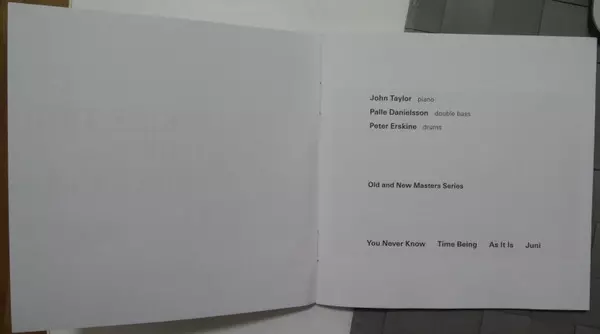 John Taylor piano
Palle Danielsson double bass
Peter Erskine drums
Old and New Masters Series
You Never Know Time Being As It Is Juni